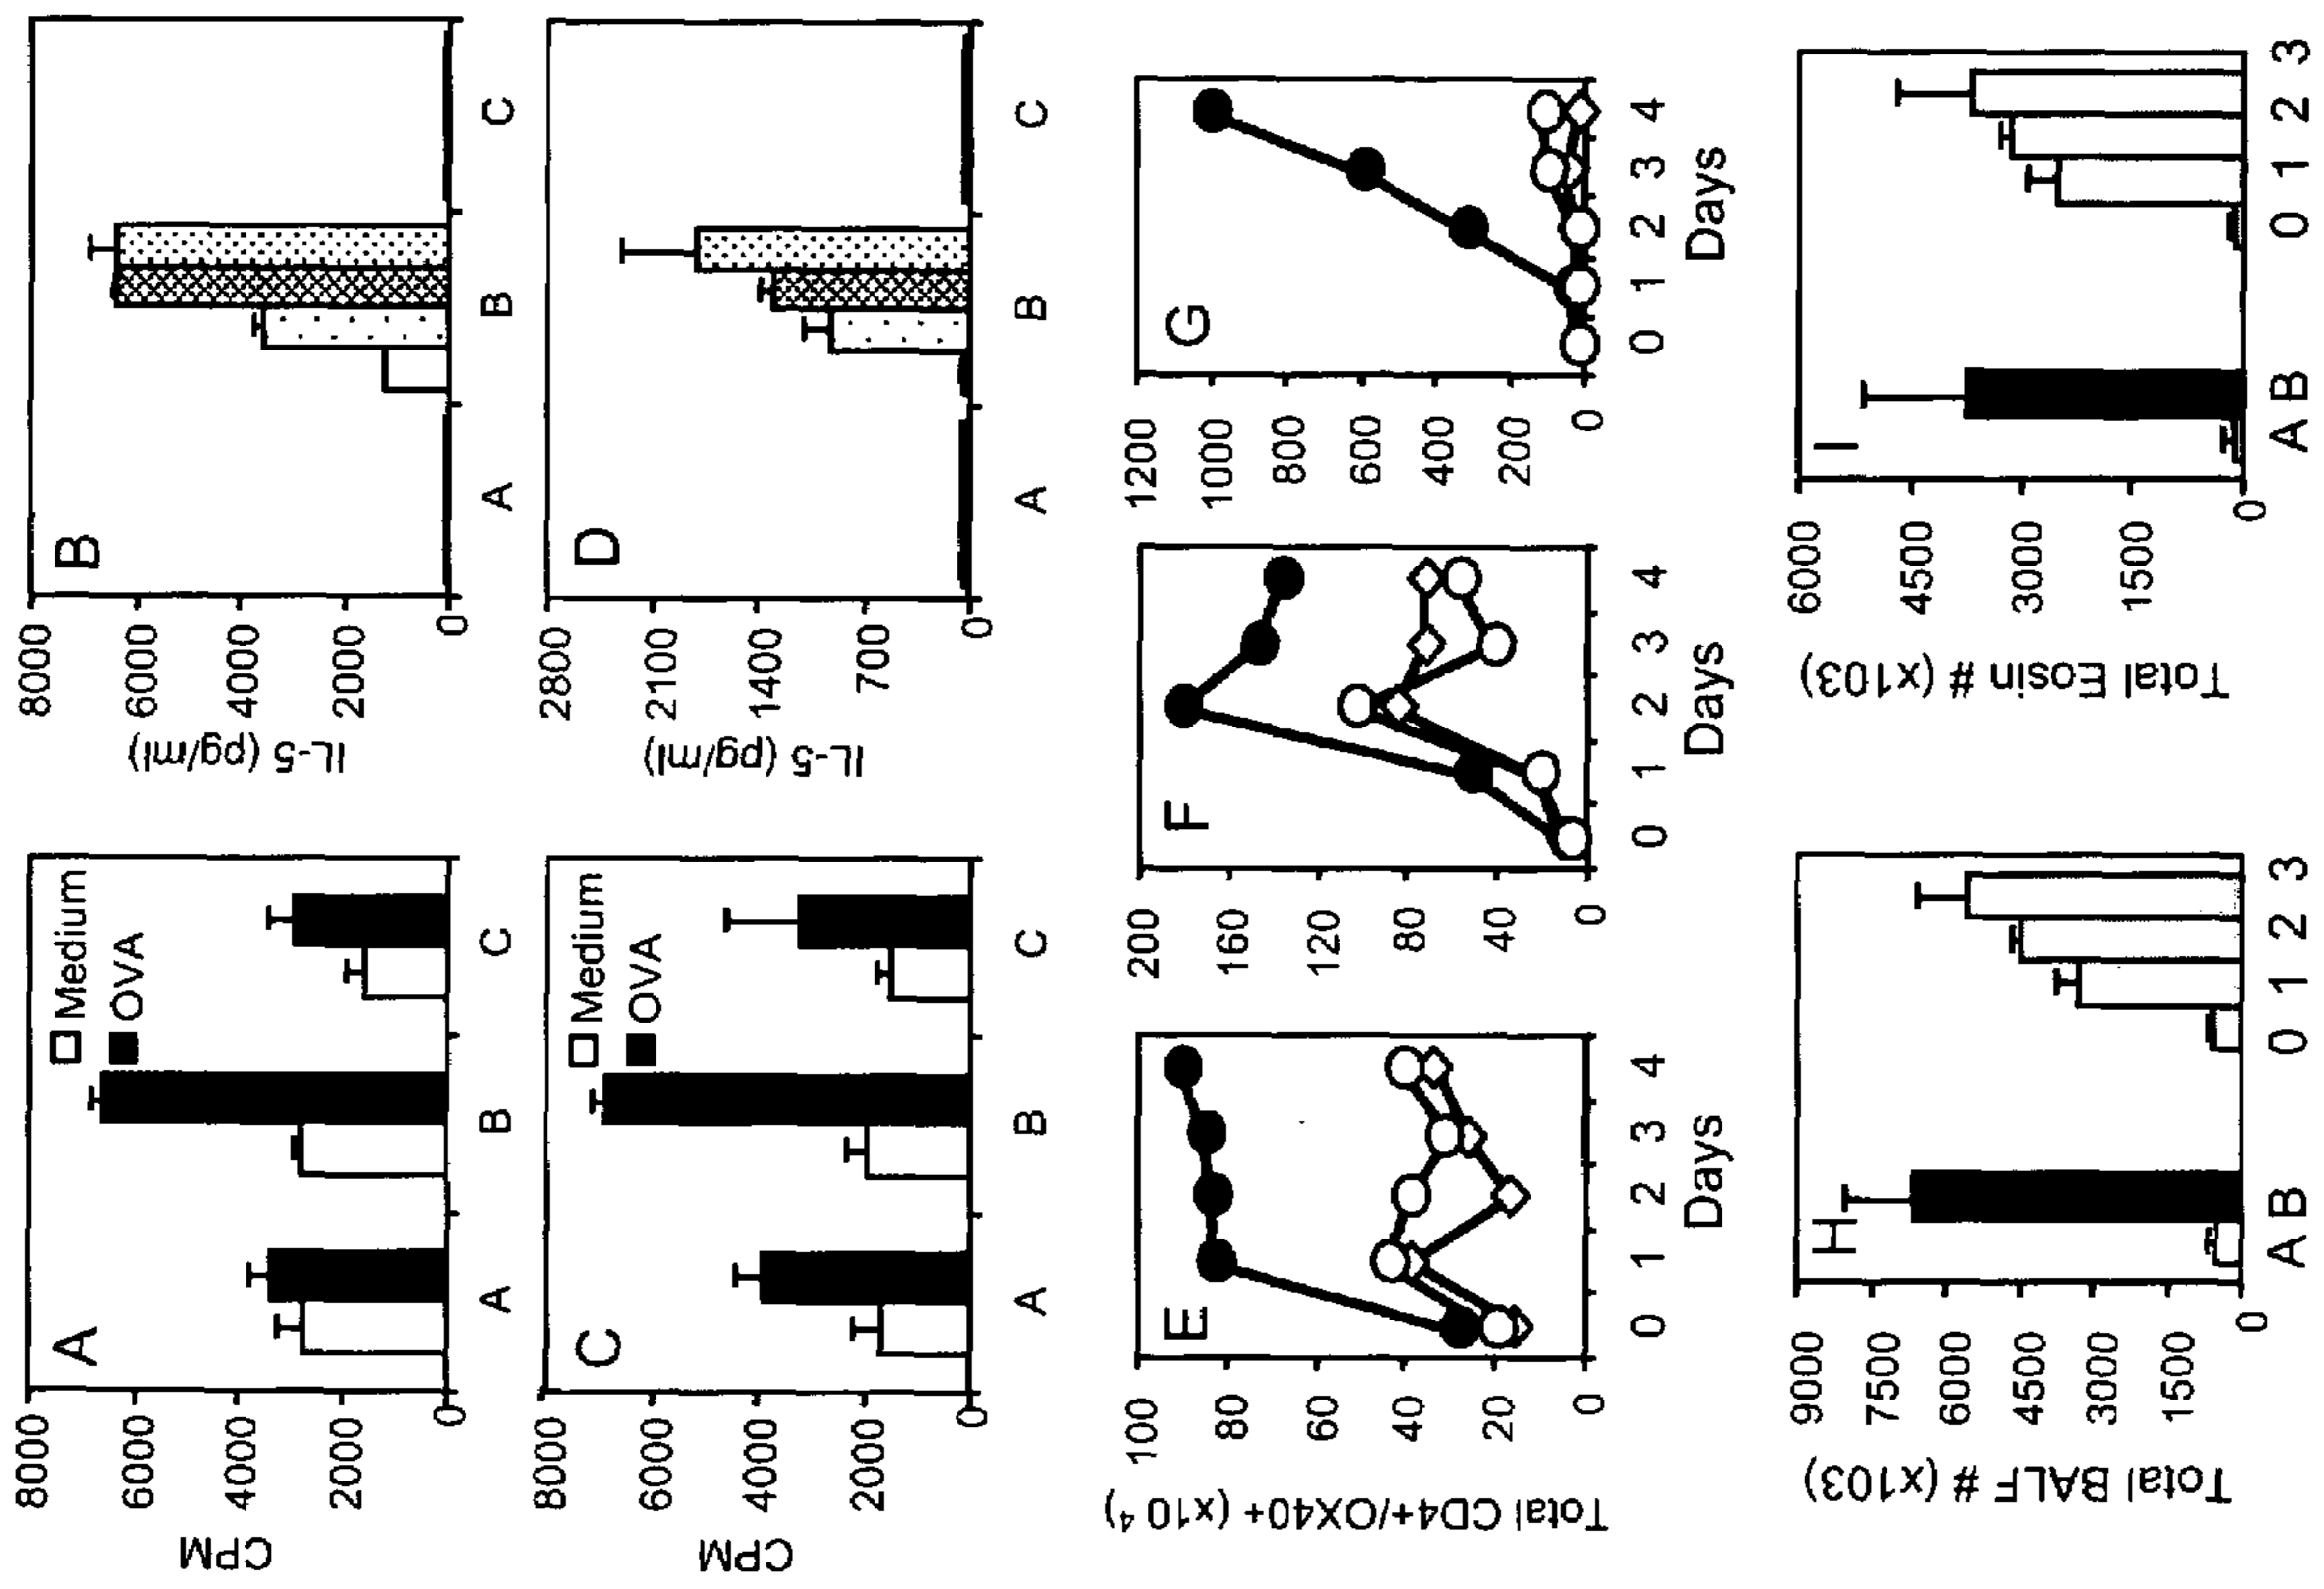 A
CPM
8000
6000
4000
2000
0
Medium
OVA
A B C
B
IL-5 (pg/ml)
8000
6000
4000
2000
0
A B C
C
CPM
8000
6000
4000
2000
0
Medium
OVA
A B C
D
IL-5 (pg/ml)
2800
2100
1400
700
0
A B C
E
Total CD4+/OX40+ (x10 4)
100
80
60
40
20
0
0 1 2 3 4
Days
F
200
160
120
80
40
0
0 1 2 3 4
Days
G
1200
1000
800
600
400
200
0
0 1 2 3 4
Days
H
Total BALF # (x103)
9000
7500
6000
4500
3000
1500
0
A B 0 1 2 3
I
Total Eosin # (x103)
6000
4500
3000
1500
0
A B 0 1 2 3